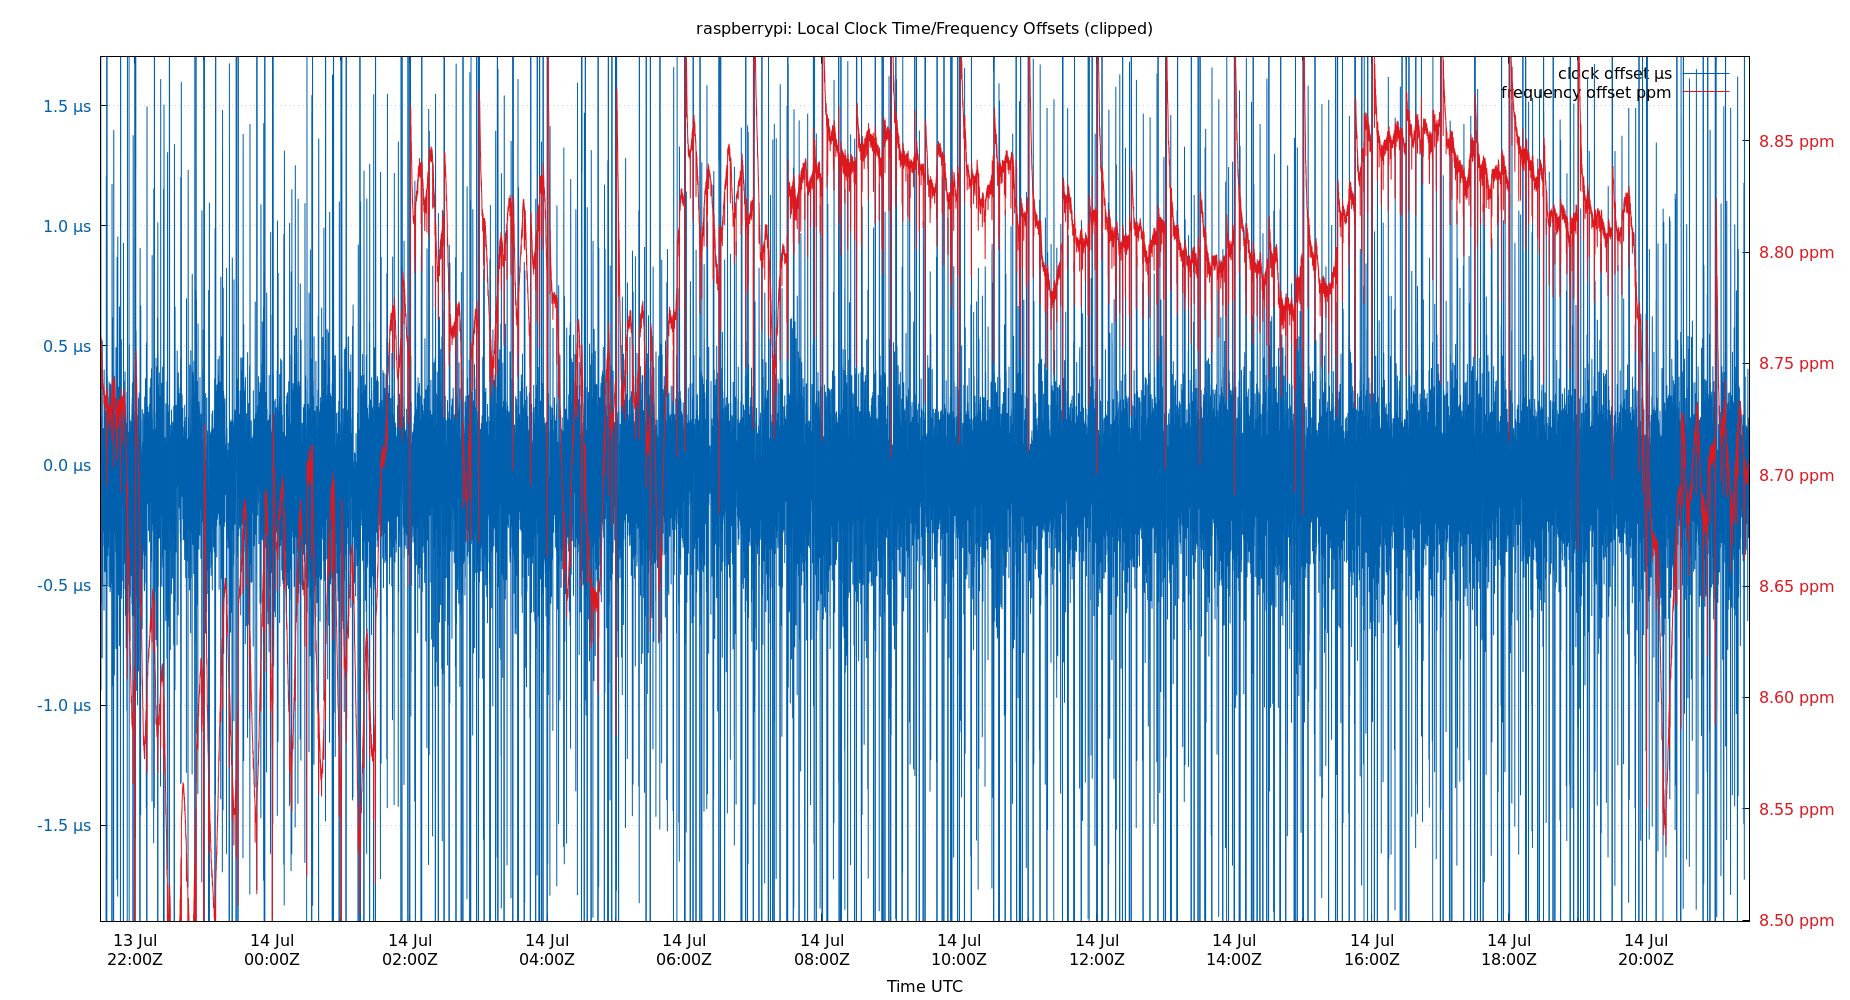 raspberrypi: Local Clock Time/Frequency Offsets (clipped)
clock offset µs
frequency offset ppm
1.5 µs
1.0 µs
0.5 µs
0.0 µs
-0.5 µs
-1.0 µs
-1.5 µs
8.85 ppm
8.80 ppm
8.75 ppm
8.70 ppm
8.65 ppm
8.60 ppm
8.55 ppm
8.50 ppm
13 Jul 14 Jul 14 Jul 14 Jul 14 Jul 14 Jul 14 Jul 14 Jul 14 Jul 14 Jul 14 Jul 14 Jul
22:00Z 00:00Z 02:00Z 04:00Z 06:00Z 08:00Z 10:00Z 12:00Z 14:00Z 16:00Z 18:00Z 20:00Z
Time UTC